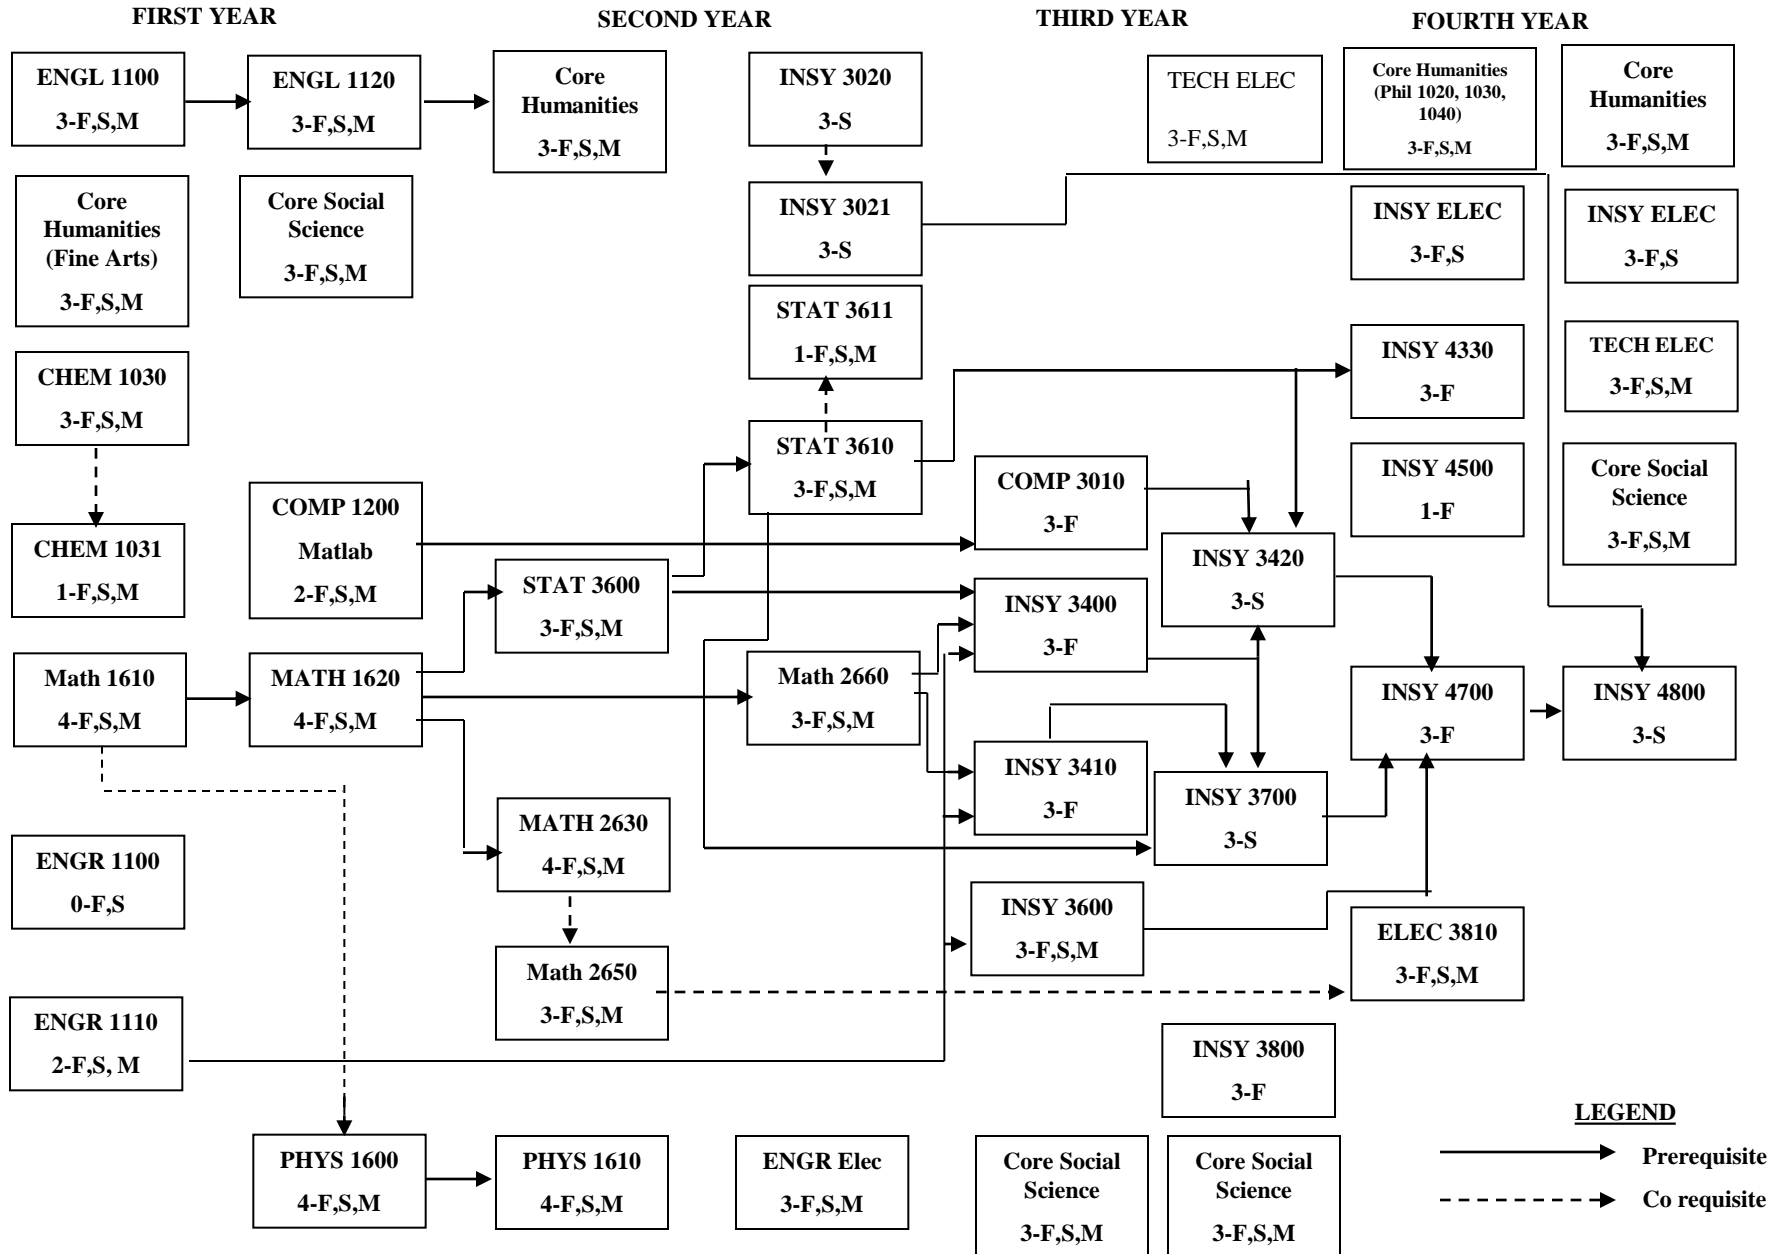 FIRST YEAR
SECOND YEAR
THIRD YEAR
FOURTH YEAR
ENGL 1100
3-F,S,M
ENGL 1120
3-F,S,M
Core
Humanities
3-F,S,M
INSY 3020
3-S
TECH ELEC
3-F,S,M
Core Humanities
(Phil 1020, 1030,
1040)
3-F,S,M
Core
Humanities
3-F,S,M
Core
Humanities
(Fine Arts)
3-F,S,M
Core Social
Science
3-F,S,M
INSY 3021
3-S
INSY ELEC
3-F,S
INSY ELEC
3-F,S
STAT 3611
1-F,S,M
INSY 4330
3-F
TECH ELEC
3-F,S,M
CHEM 1030
3-F,S,M
STAT 3610
3-F,S,M
COMP 3010
3-F
INSY 4500
1-F
Core Social
Science
3-F,S,M
CHEM 1031
1-F,S,M
COMP 1200
Matlab
2-F,S,M
STAT 3600
3-F,S,M
INSY 3400
3-F
INSY 3420
3-S
Math 1610
4-F,S,M
MATH 1620
4-F,S,M
Math 2660
3-F,S,M
INSY 4700
3-F
INSY 4800
3-S
INSY 3410
3-F
INSY 3700
3-S
MATH 2630
4-F,S,M
ENGR 1100
0-F,S
INSY 3600
3-F,S,M
ELEC 3810
3-F,S,M
Math 2650
3-F,S,M
ENGR 1110
2-F,S, M
INSY 3800
3-F
PHYS 1600
4-F,S,M
PHYS 1610
4-F,S,M
ENGR Elec
3-F,S,M
Core Social
Science
3-F,S,M
Core Social
Science
3-F,S,M
LEGEND
Prerequisite
Co requisite